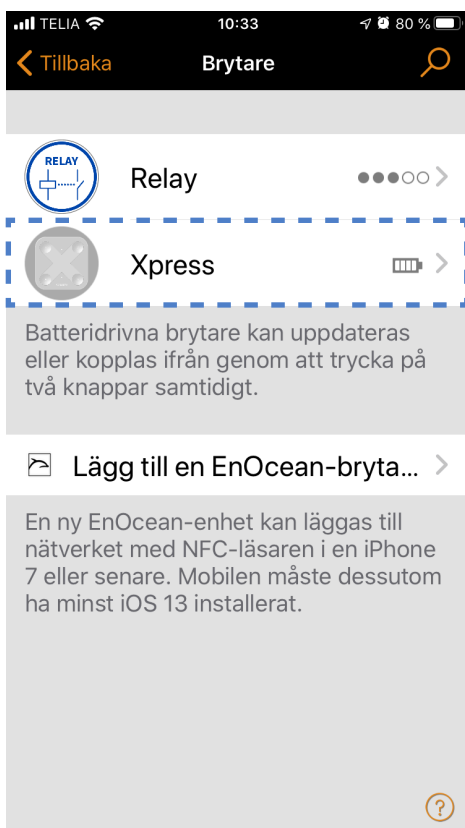 TELIA 10:33 80 %
Tillbaka Brytare
RELAY
Relay
Xpress
Batteridrivna brytare kan uppdateras
eller kopplas ifrån genom att trycka på
två knappar samtidigt.
Lägg till en EnOcean-bryta...
En ny EnOcean-enhet kan läggas till
nätverket med NFC-läsaren i en iPhone
7 eller senare. Mobilen måste dessutom
ha minst iOS 13 installerat.
?